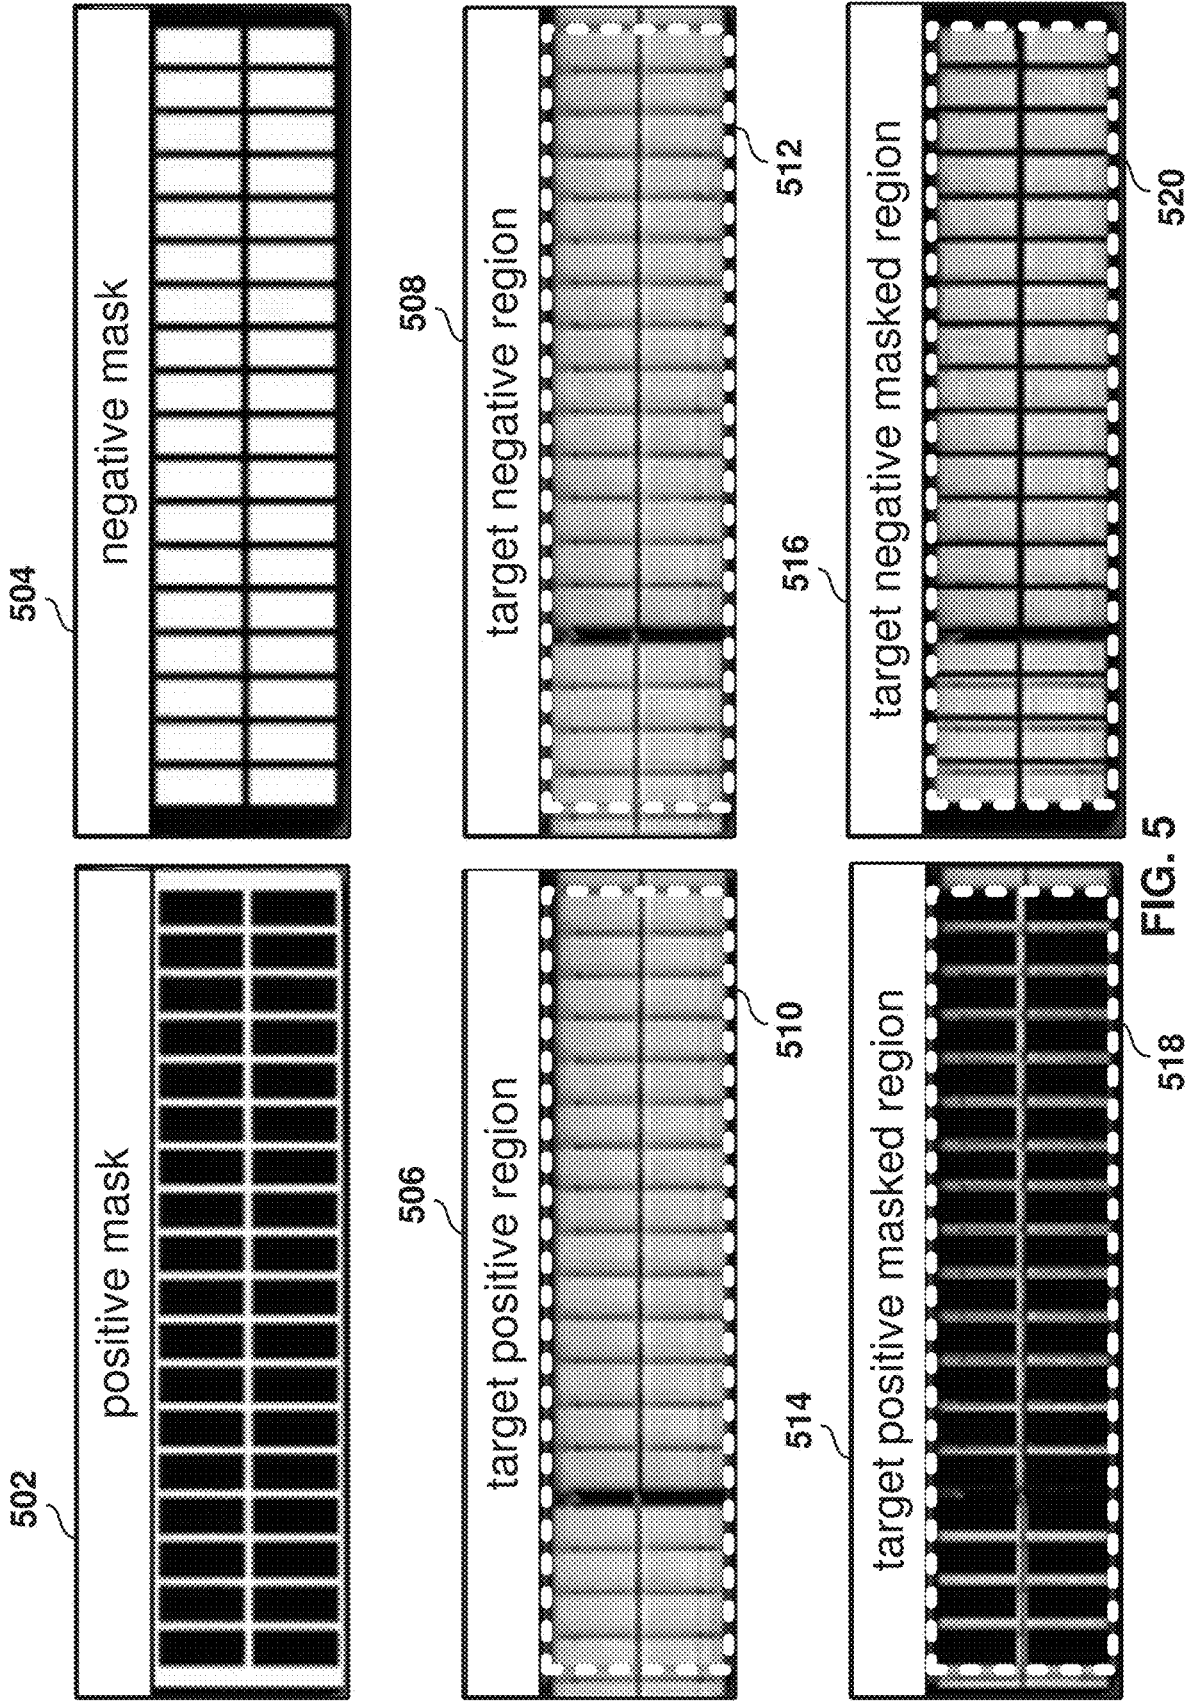 502
positive mask
504
negative mask
506
target positive region
510
508
target negative region
512
514
target positive masked region
518
516
target negative masked region
520
FIG. 5